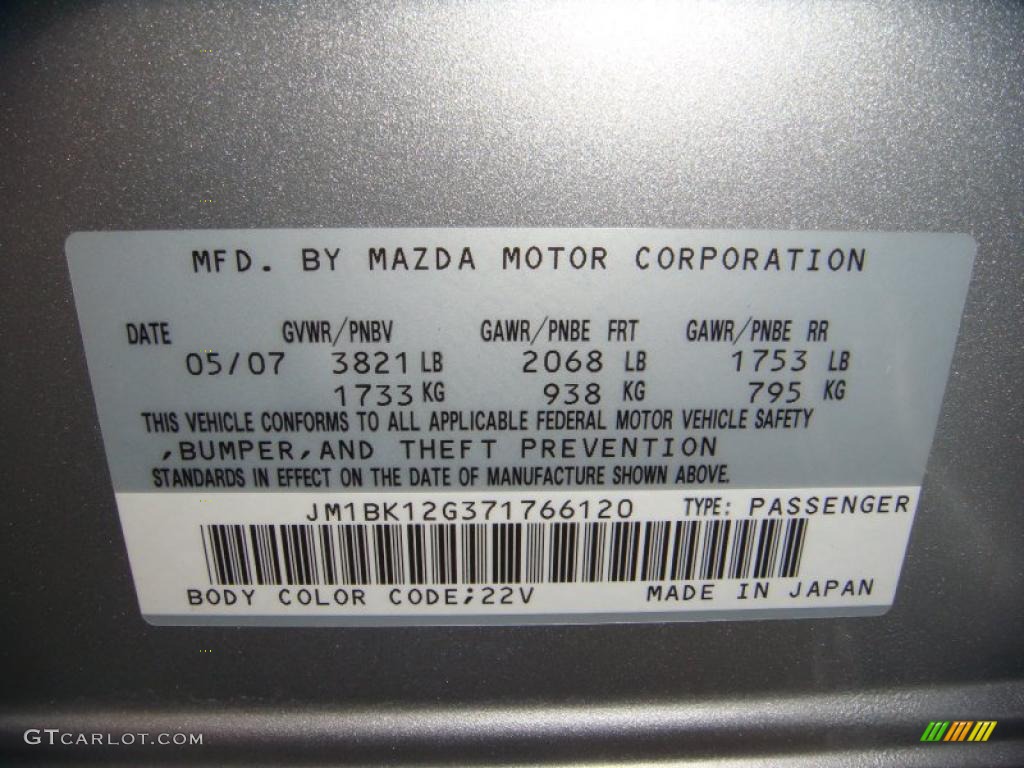 MFD. BY MAZDA MOTOR CORPORATION
DATE GVWR/PNBV GAWR/PNBE FRT GAWR/PNBE RR
05/07 3821 LB 2068 LB 1753 LB
1733 KG 938 KG 795 KG
THIS VEHICLE CONFORMS TO ALL APPLICABLE FEDERAL MOTOR VEHICLE SAFETY
,BUMPER,AND THEFT PREVENTION
STANDARDS IN EFFECT ON THE DATE OF MANUFACTURE SHOWN ABOVE.
JM1BK12G371766120 TYPE: PASSENGER
BODY COLOR CODE;22V MADE IN JAPAN
GTCARLOT.COM